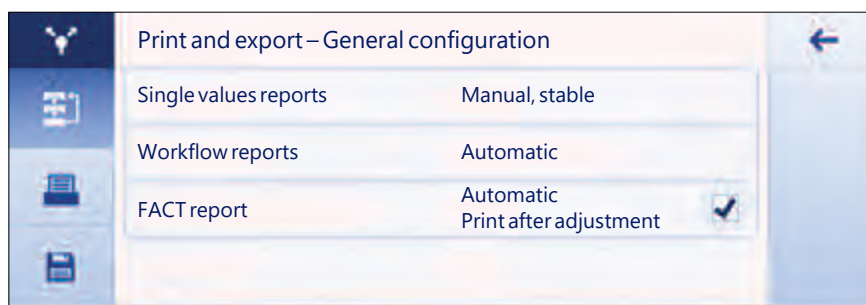 Print and export – General configuration
Single values reports Manual, stable
Workflow reports Automatic
FACT report Automatic
Print after adjustment